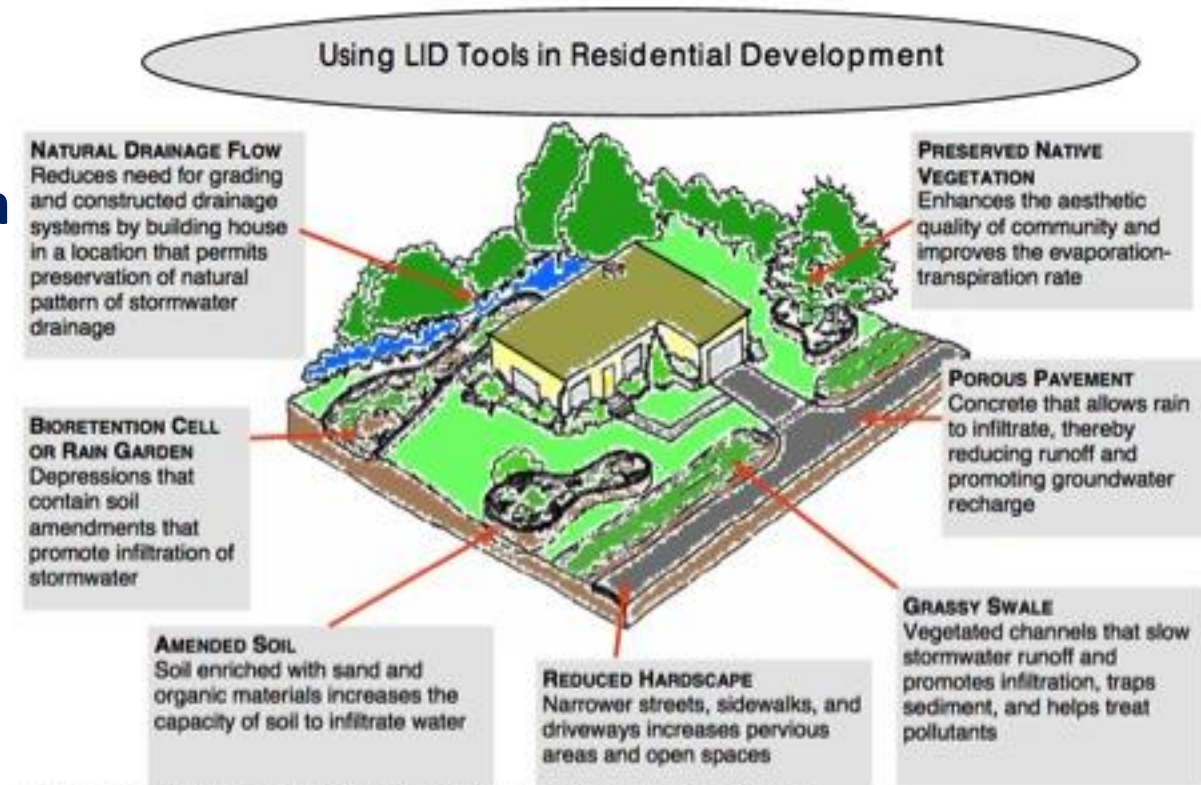 Using LID Tools in Residential Development
NATURAL DRAINAGE FLOW
Reduces need for grading
and constructed drainage
systems by building house
in a location that permits
preservation of natural
pattern of stormwater
drainage
BIORETENTION CELL
OR RAIN GARDEN
Depressions that
contain soil
amendments that
promote infiltration of
stormwater
AMENDED SOIL
Soil enriched with sand and
organic materials increases the
capacity of soil to infiltrate water
REDUCED HARDSCAPE
Narrower streets, sidewalks, and
driveways increases pervious
areas and open spaces
PRESERVED NATIVE
VEGETATION
Enhances the aesthetic
quality of community and
improves the evaporation-
transpiration rate
POROUS PAVEMENT
Concrete that allows rain
to infiltrate, thereby
reducing runoff and
promoting groundwater
recharge
GRASSY SWALE
Vegetated channels that slow
stormwater runoff and
promotes infiltration, traps
sediment, and helps treat
pollutants